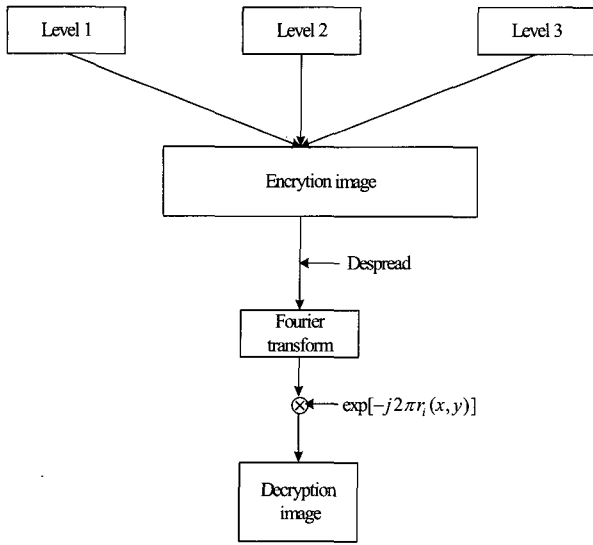 Level 1
Level 2
Level 3
Encrytion image
Despread
Fourier
transform
exp[−j2πr_i(x,y)]
Decryption
image